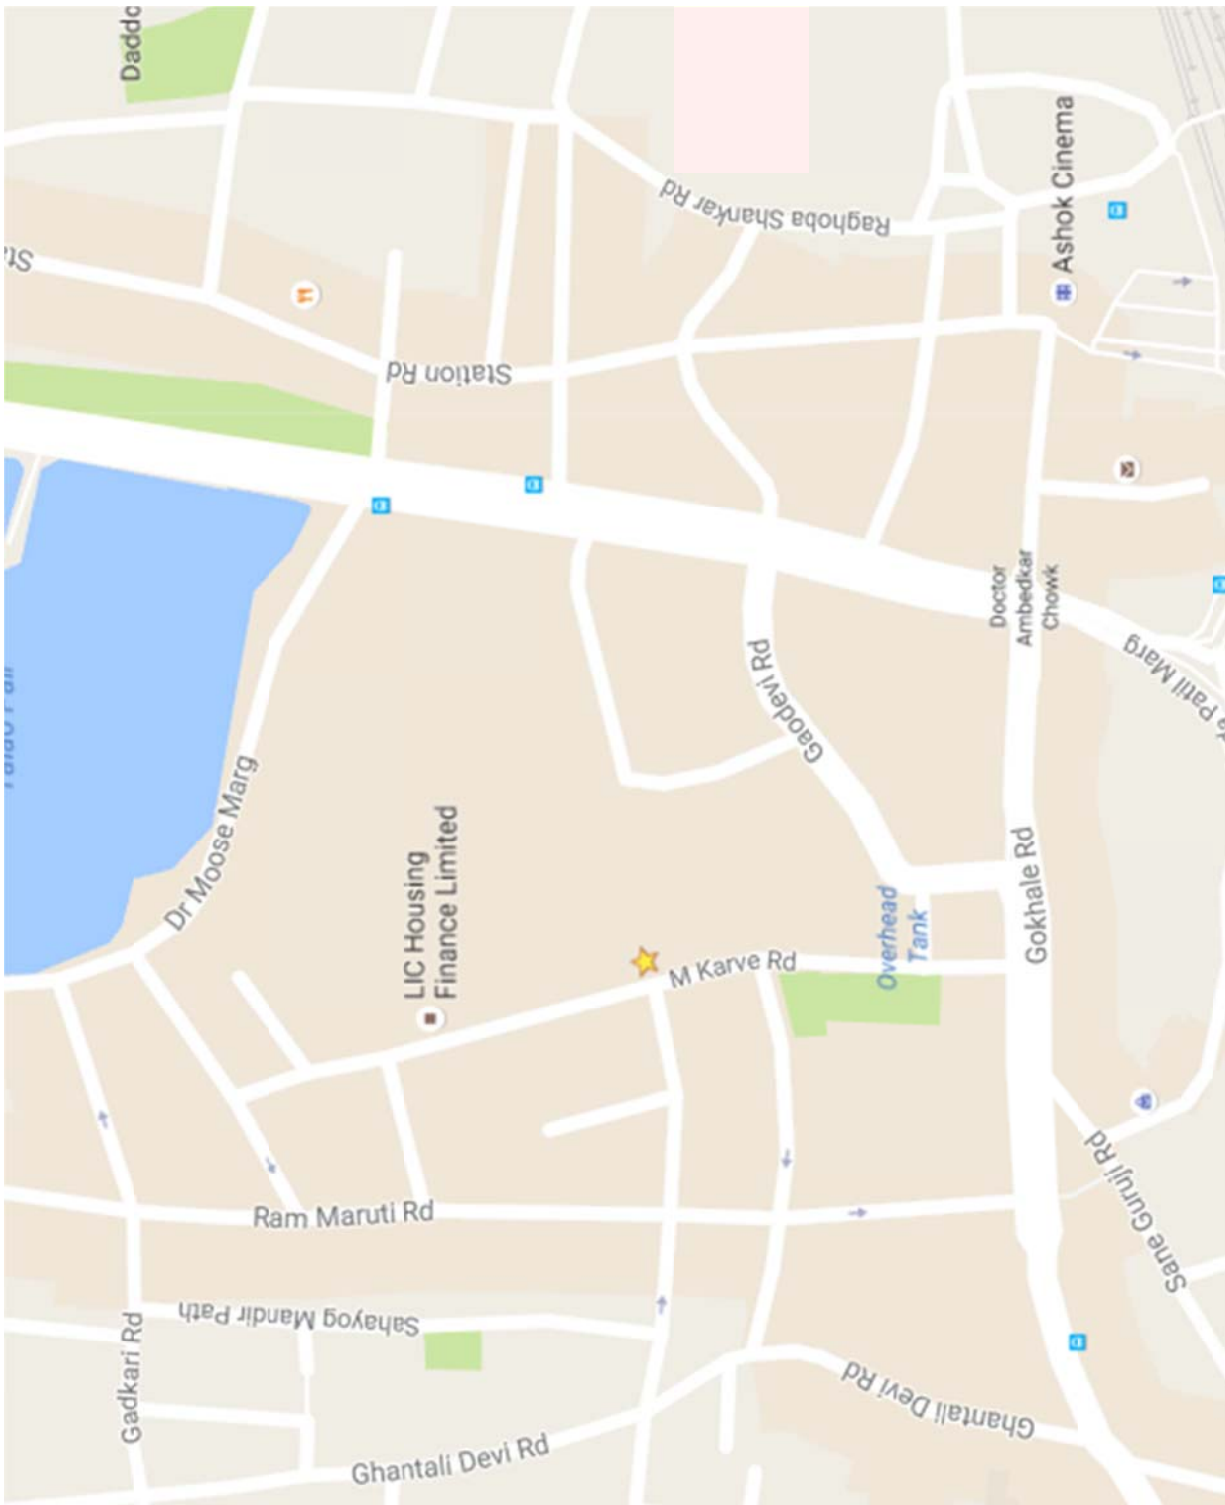 Daddo
Ashok Cinema
Raghoba Shankar Rd
Station Rd
Doctor
Ambedkar
Chowk
Patil Marg
Gaodevi Rd
Dr Moose Marg
LIC Housing
Finance Limited
Gokhale Rd
Overhead
Tank
M Karve Rd
Sane Guruji Rd
Ram Maruti Rd
Sahayog Mandir Path
Gadkari Rd
Ghantali Devi Rd
Ghantali Devi Rd